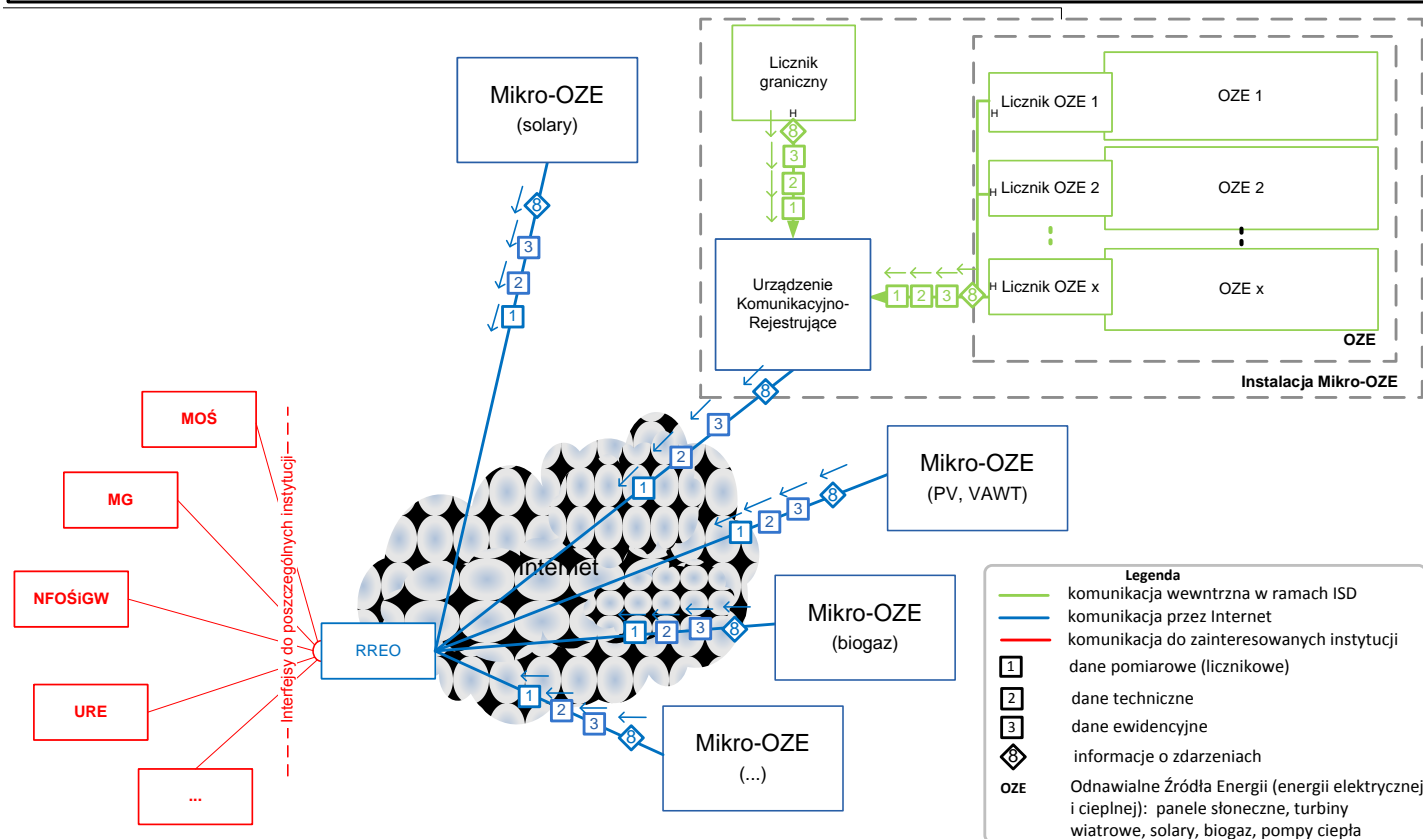 Mikro-OZE
(solary)
8
3
2
1
Licznik
graniczny
H
8
3
2
1
Urządzenie
Komunikacyjno-
Rejestrujące
1
2
3
8
H
Licznik OZE 1
OZE 1
H
Licznik OZE 2
OZE 2
H
Licznik OZE x
OZE x
OZE
Instalacja Mikro-OZE
8
3
2
1
Mikro-OZE
(PV, VAWT)
1
2
3
8
Internet
Mikro-OZE
(biogaz)
1
2
3
8
Mikro-OZE
(...)
1
2
3
8
MOŚ
MG
NFOŚiGW
URE
...
Interfejsy do poszczególnych instytucji
RREO
Legenda
komunikacja wewntrzna w ramach ISD
komunikacja przez Internet
komunikacja do zainteresowanych instytucji
1 dane pomiarowe (licznikowe)
2 dane techniczne
3 dane ewidencyjne
8 informacje o zdarzeniach
OZE Odnawialne Źródła Energii (energii elektrycznej
i cieplnej): panele słoneczne, turbiny
wiatrowe, solary, biogaz, pompy ciepła